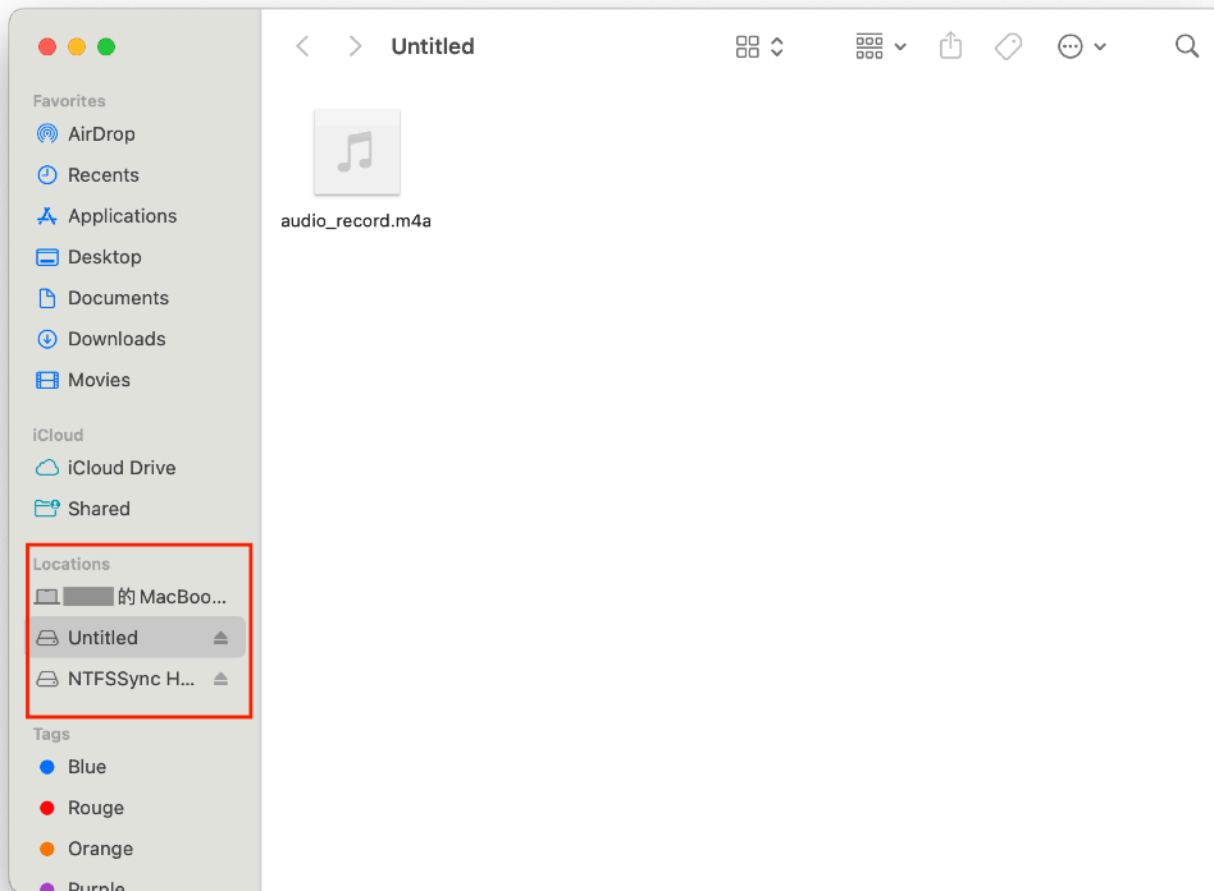 Untitled
Favorites
AirDrop
Recents
Applications
Desktop
Documents
Downloads
Movies
iCloud
iCloud Drive
Shared
Locations
的 MacBoo...
Untitled
NTFSSync H...
Tags
Blue
Rouge
Orange
Purple
audio_record.m4a